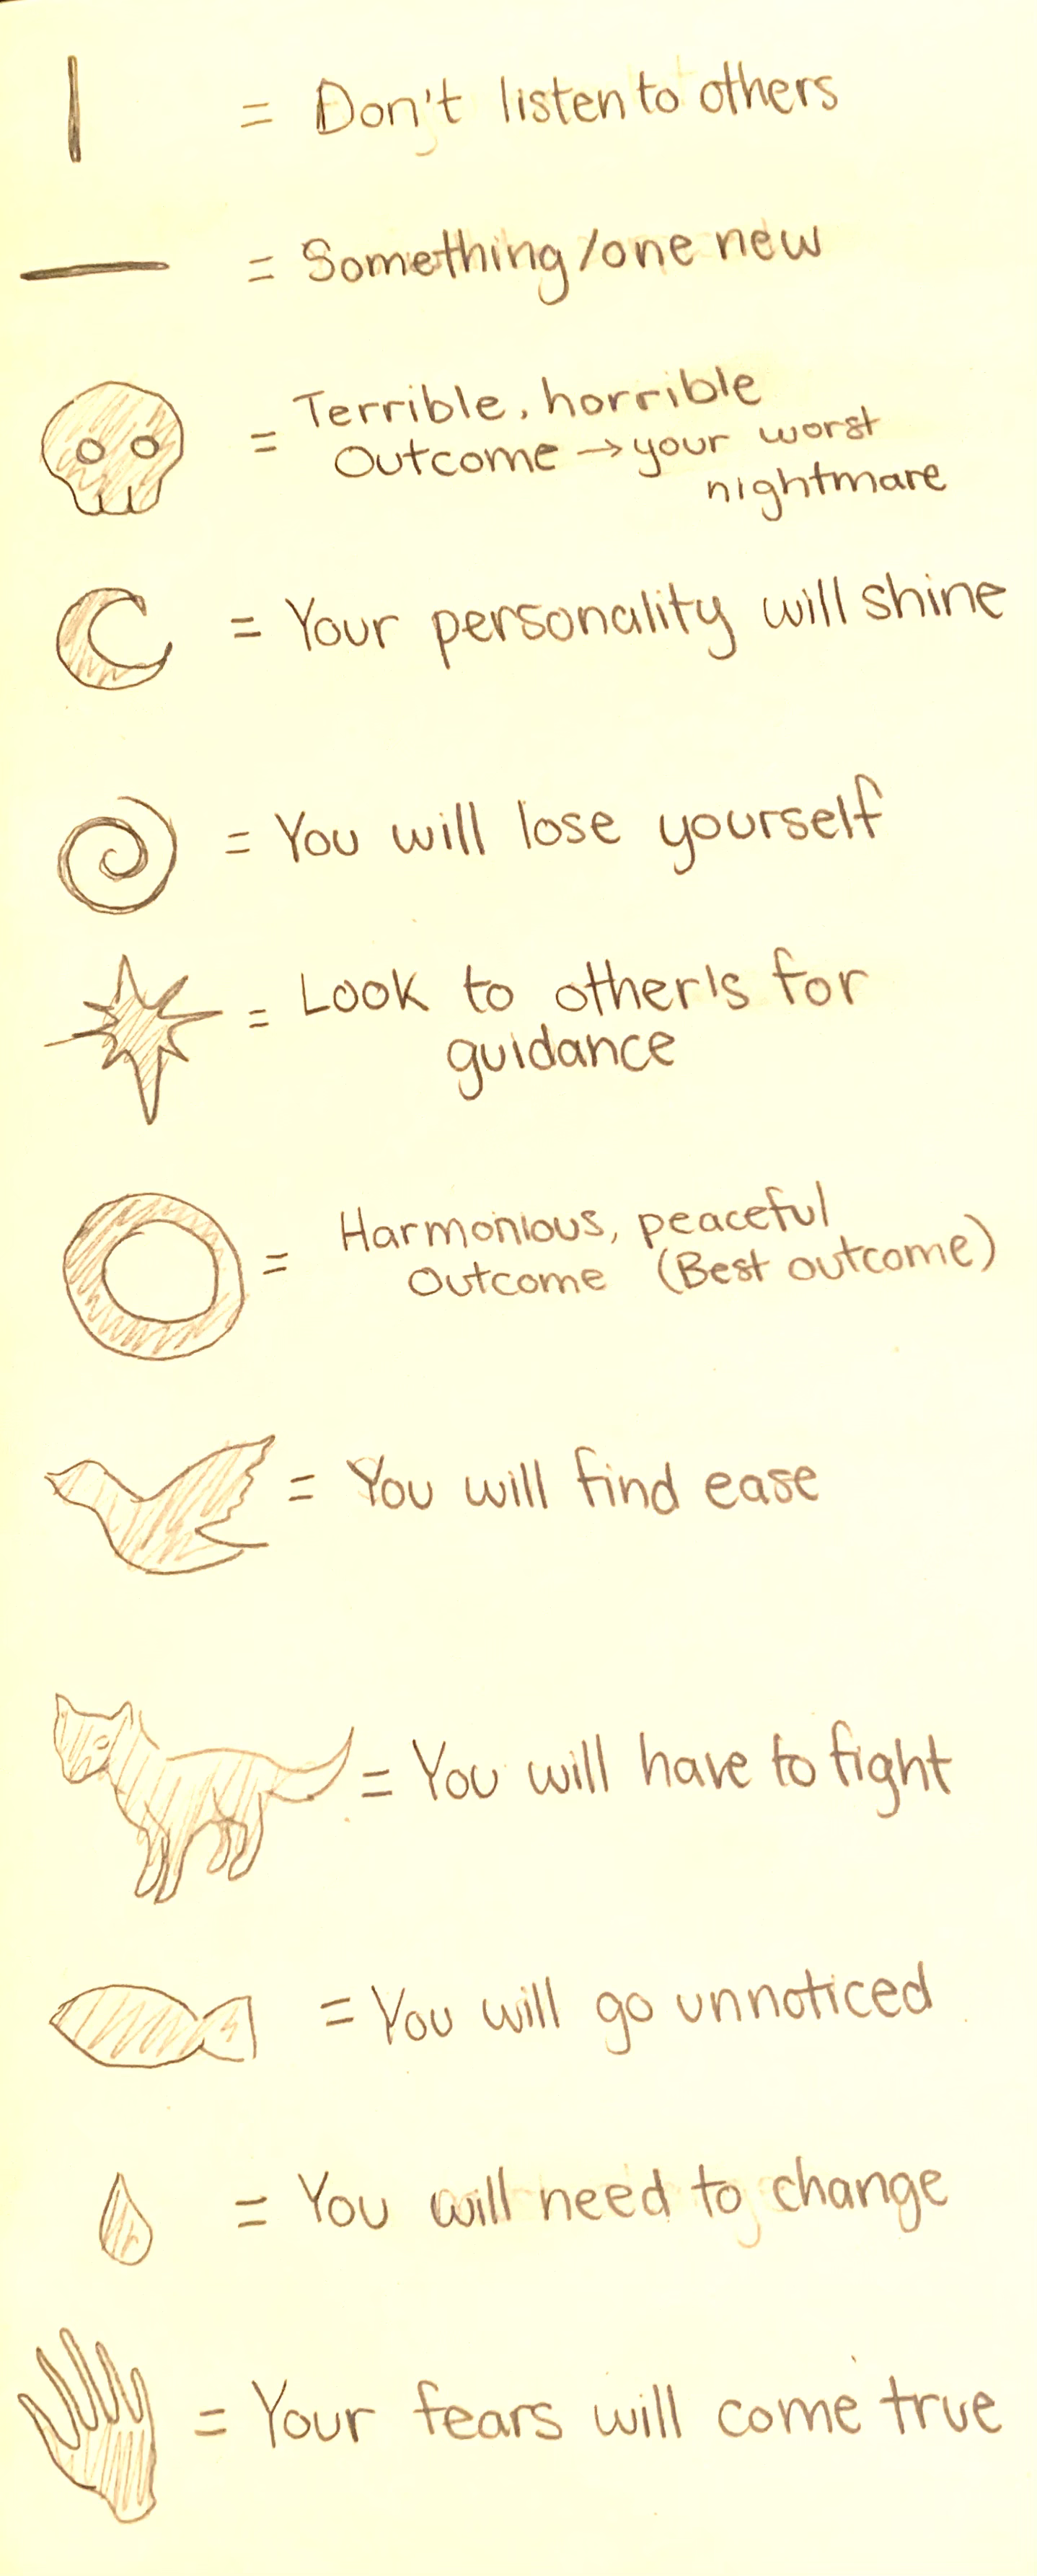 = Don't listen to others
= Something/one new
= Terrible, horrible
Outcome → your worst
nightmare
= Your personality will shine
= You will lose yourself
= Look to other's for
guidance
= Harmonious, peaceful
Outcome (Best outcome)
= You will find ease
= You will have to fight
= You will go unnoticed
= You will need to change
= Your fears will come true